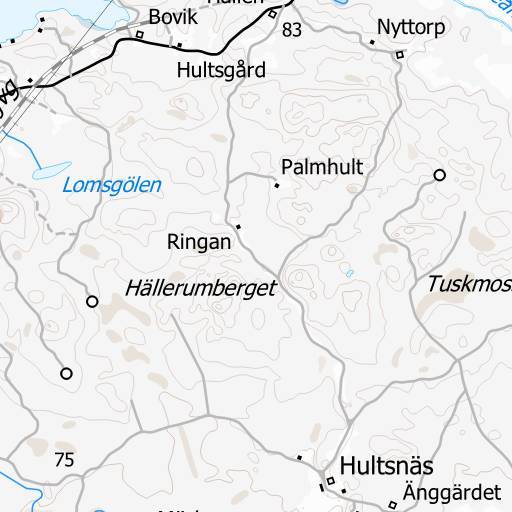 Bovik
83
Nyttorp
Hultsgård
Palmhult
Lomsgölen
Ringan
Hällerumberget
Tuskmos
75
Hultsnäs
Änggärdet